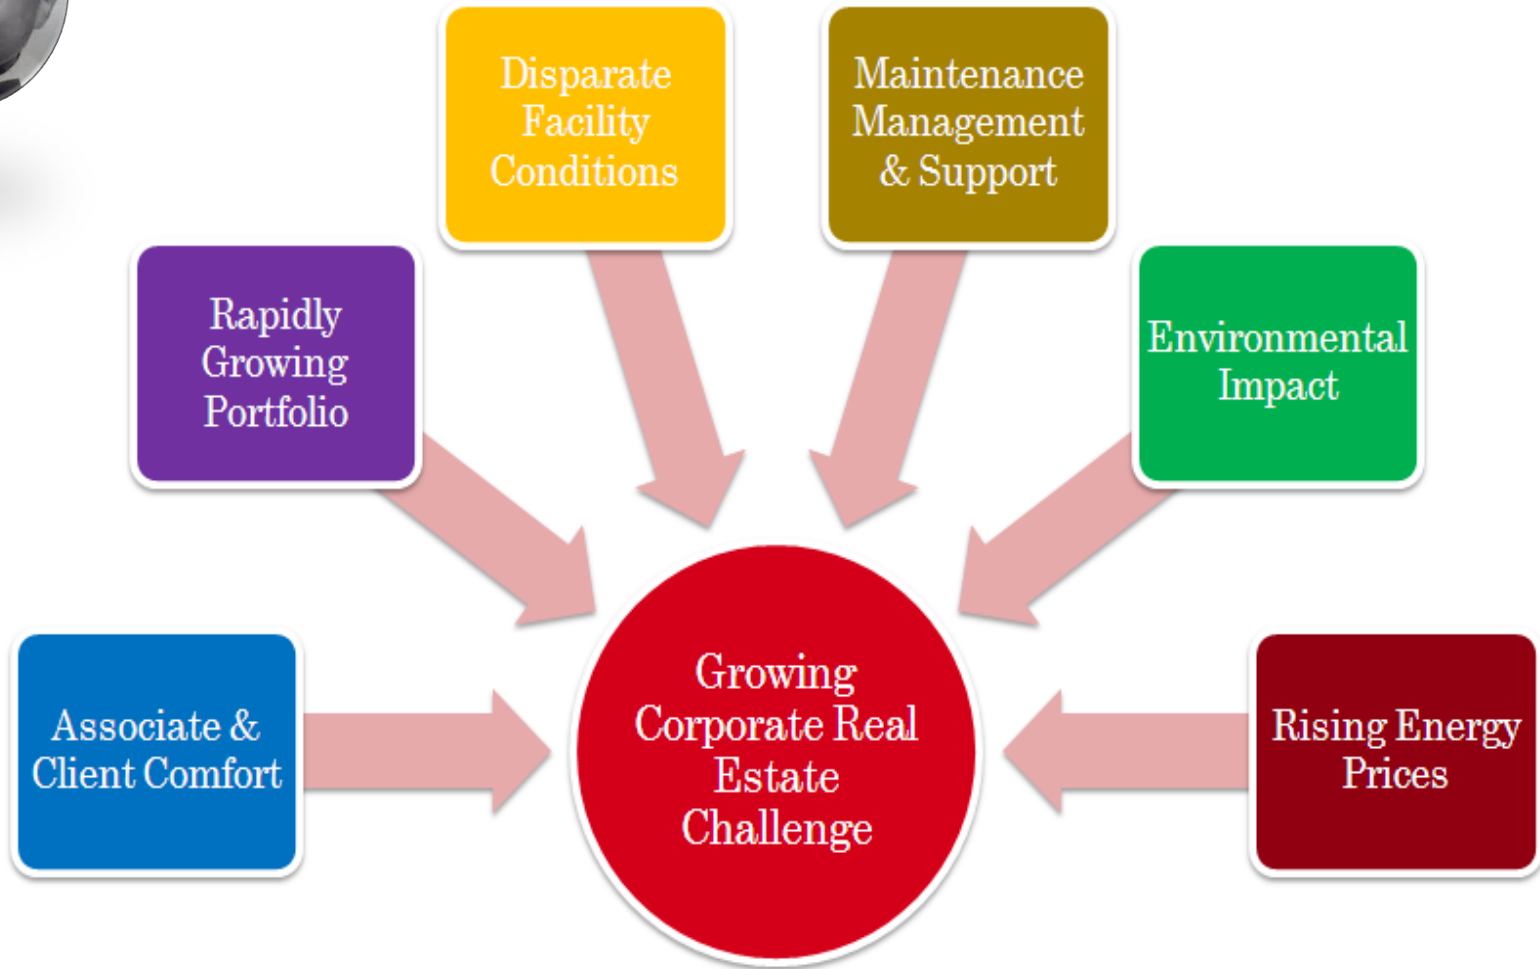 Disparate
Facility
Conditions
Maintenance
Management
& Support
Rapidly
Growing
Portfolio
Environmental
Impact
Associate &
Client Comfort
Growing
Corporate Real
Estate
Challenge
Rising Energy
Prices